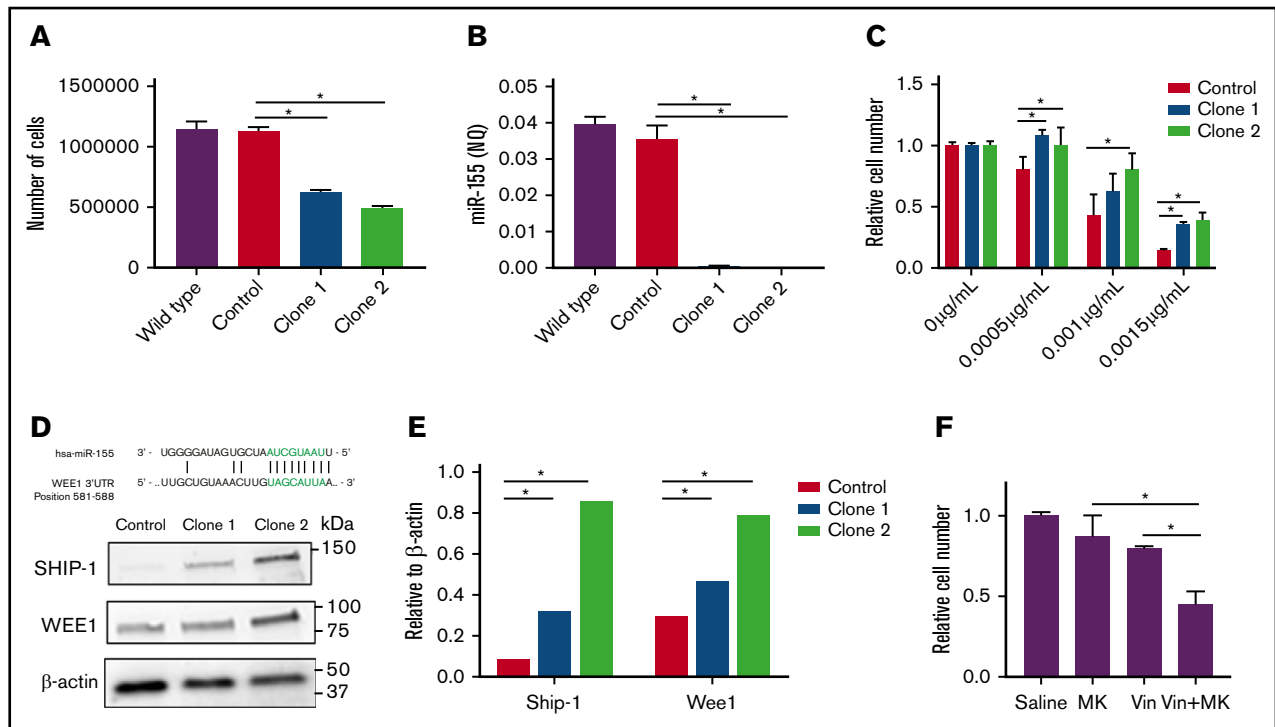 A
Number of cells
1500000
1000000
500000
0
*
*
Wild type
Control
Clone 1
Clone 2
B
miR-155 (NQ)
0.05
0.04
0.03
0.02
0.01
0.00
*
*
Wild type
Control
Clone 1
Clone 2
C
Relative cell number
1.5
1.0
0.5
0.0
*
*
*
*
*
Control
Clone 1
Clone 2
0µg/mL
0.0005µg/mL
0.001µg/mL
0.0015µg/mL
D
hsa-miR-155 3' - UGGGGAUAGUGCUAAUCGUAAUU - 5'
WEE1 3'UTR 5' - ..UUGCUGUAAACUUGUAGCAUUAA.. - 3'
Position 581-588
Control Clone 1 Clone 2 kDa
SHIP-1
150
WEE1
100
75
β-actin
50
37
E
Relative to β-actin
1.0
0.8
0.6
0.4
0.2
0.0
*
*
*
*
Control
Clone 1
Clone 2
Ship-1 Wee1
F
Relative cell number
1.0
0.5
0.0
*
*
Saline MK Vin Vin+MK